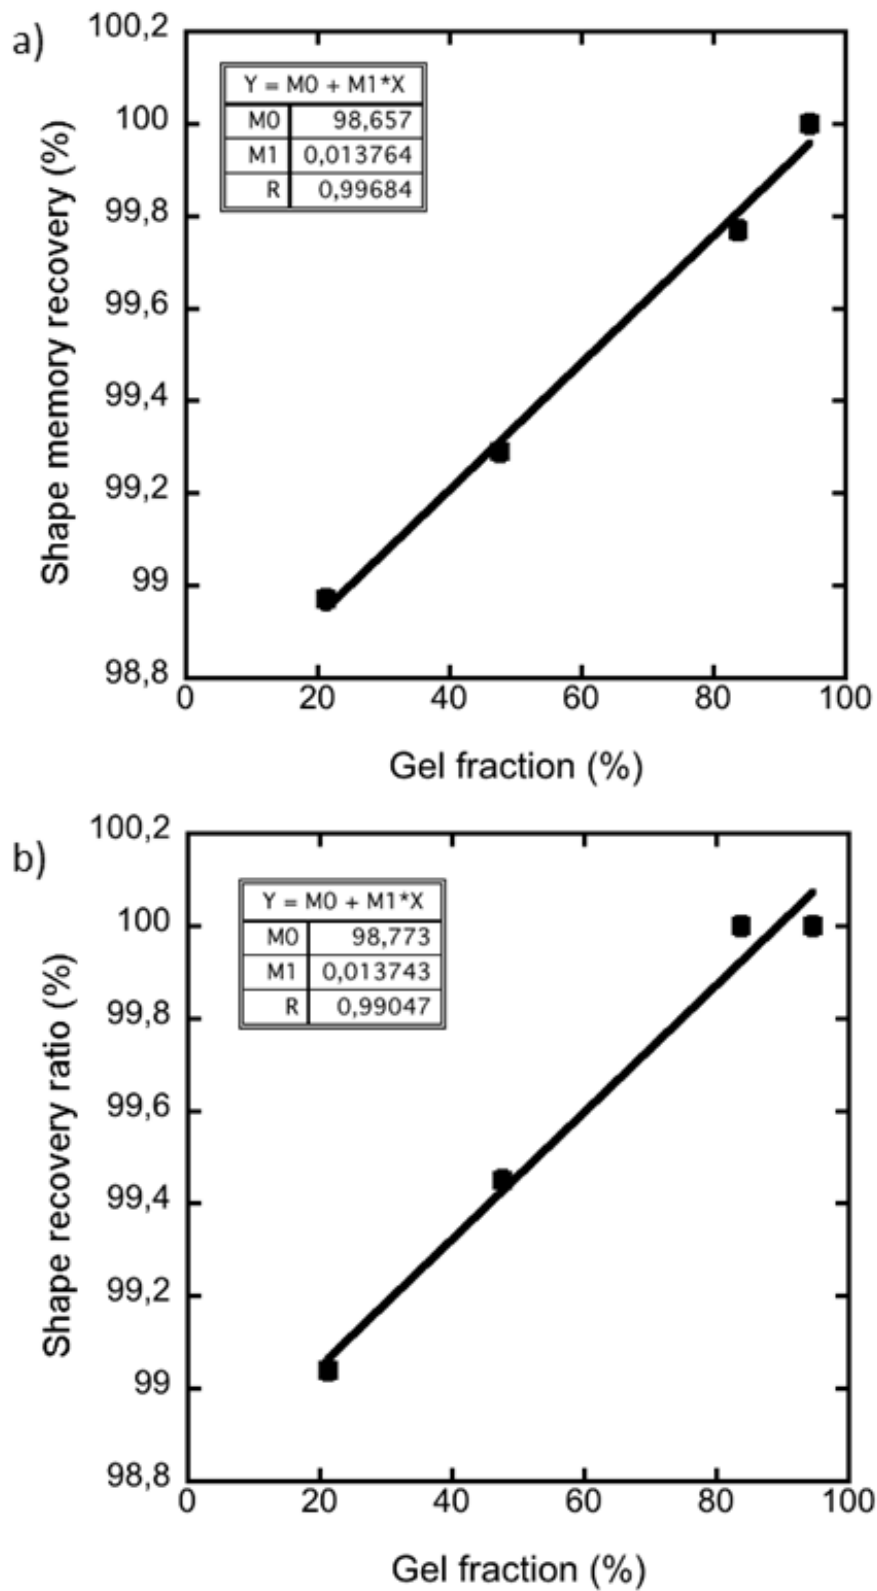 a)
100,2
100
99,8
99,6
99,4
99,2
99
98,8
Shape memory recovery (%)
Y = M0 + M1*X
M0 98,657
M1 0,013764
R 0,99684
0 20 40 60 80 100
Gel fraction (%)
b)
100,2
100
99,8
99,6
99,4
99,2
99
98,8
Shape recovery ratio (%)
Y = M0 + M1*X
M0 98,773
M1 0,013743
R 0,99047
0 20 40 60 80 100
Gel fraction (%)